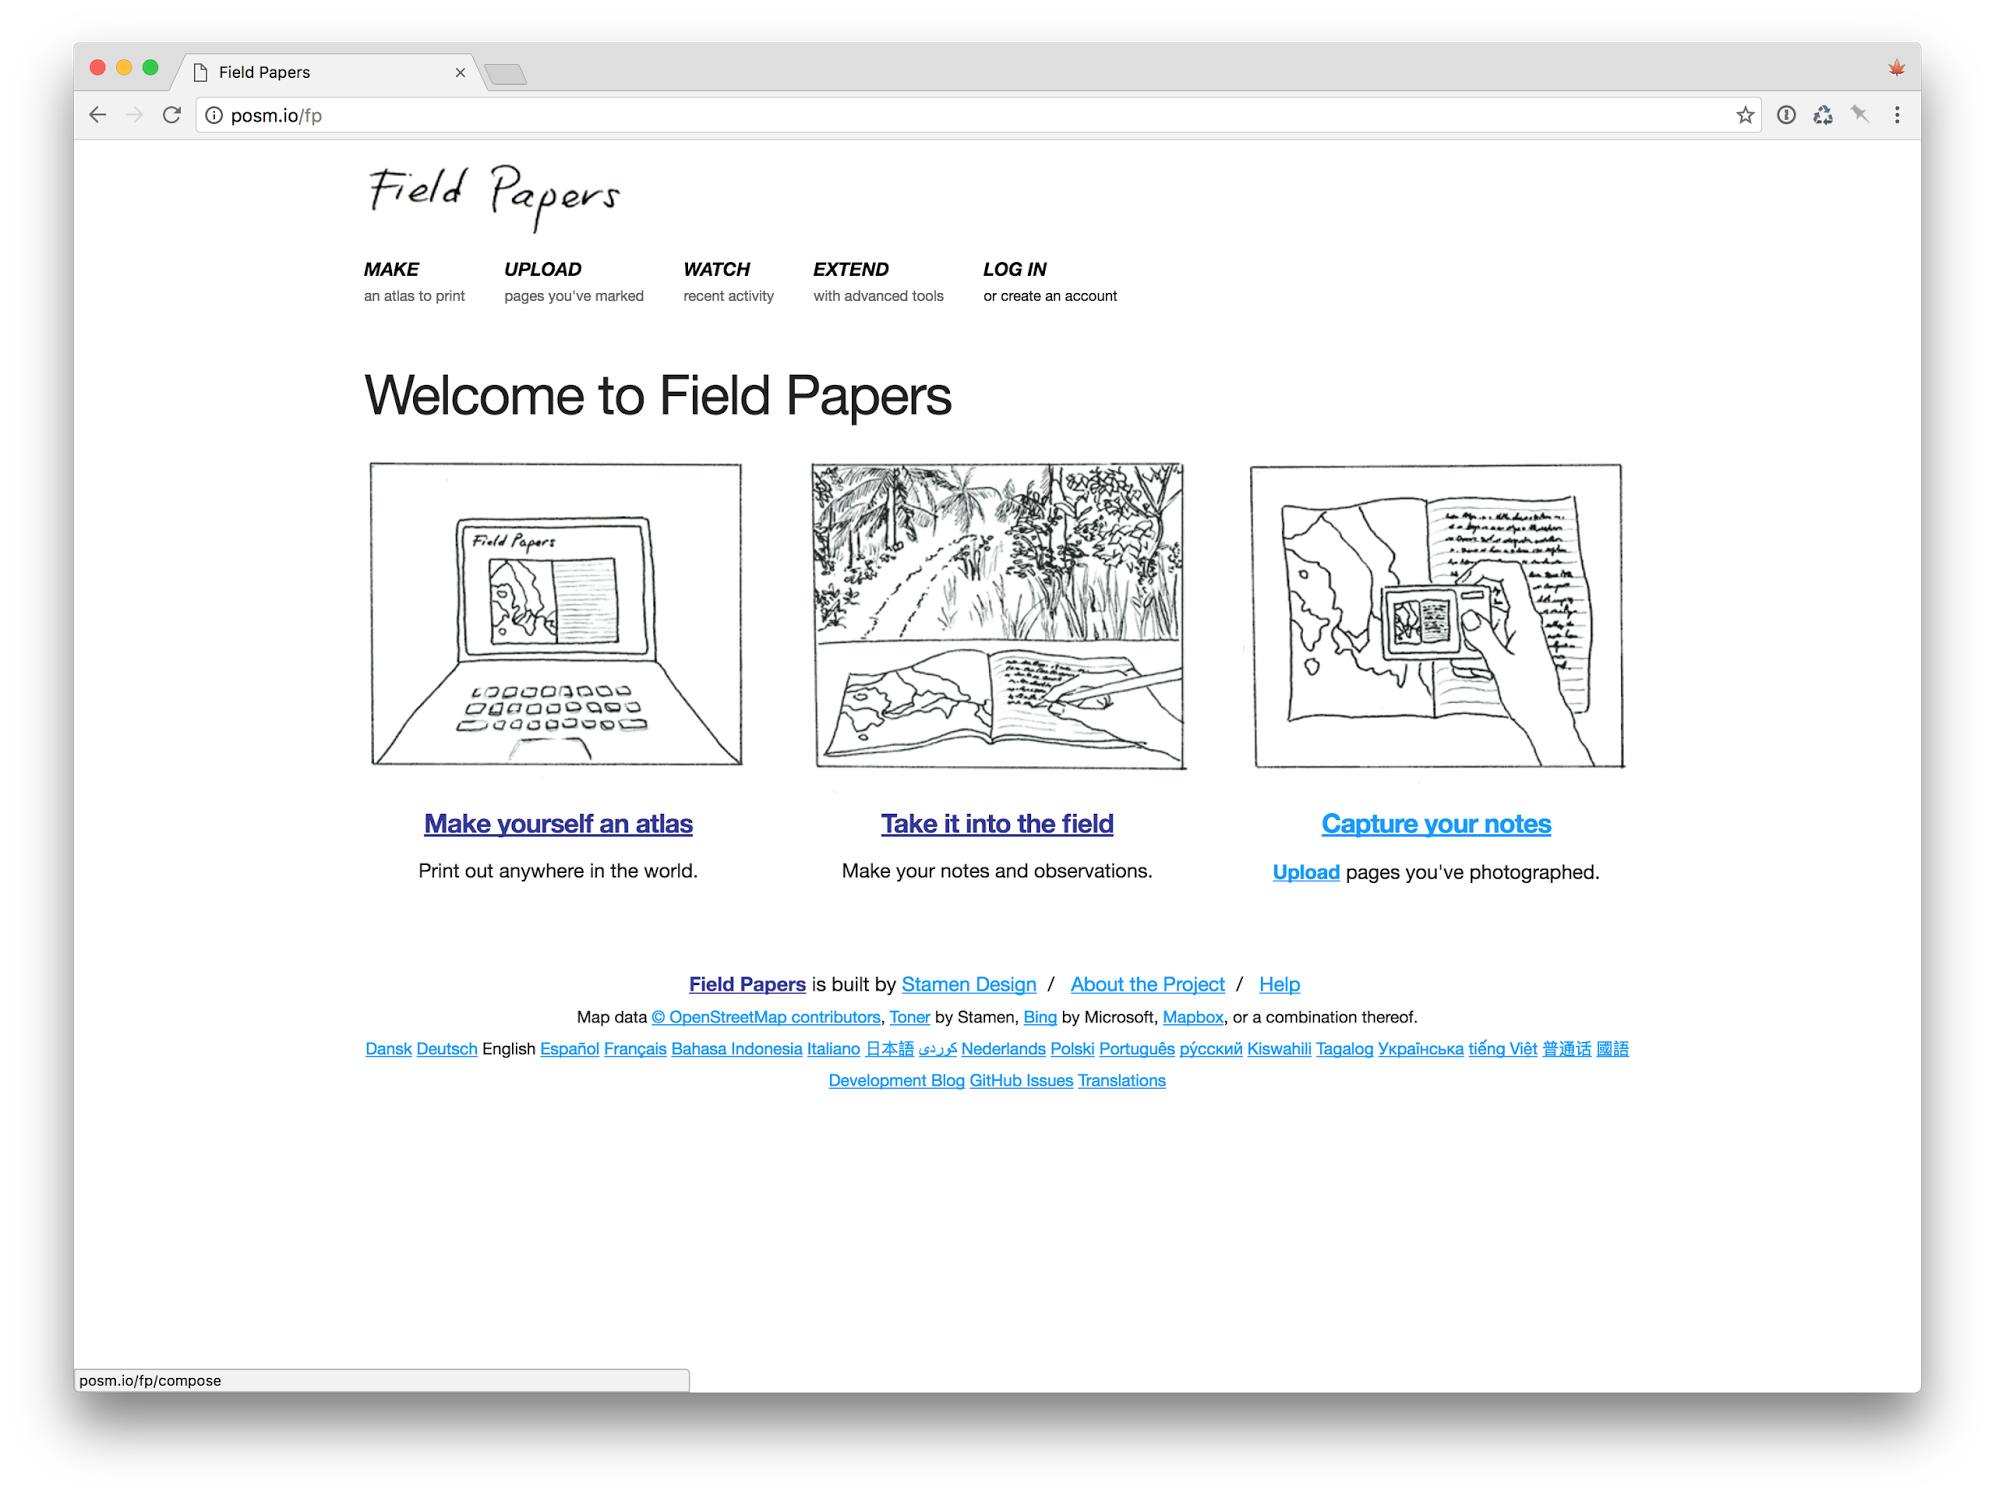 Field Papers
posm.io/fp
Field Papers
MAKE UPLOAD WATCH EXTEND LOG IN
an atlas to print pages you've marked recent activity with advanced tools or create an account
Welcome to Field Papers
Field Papers
Make yourself an atlas
Print out anywhere in the world.
Take it into the field
Make your notes and observations.
Capture your notes
Upload pages you've photographed.
Field Papers is built by Stamen Design / About the Project / Help
Map data © OpenStreetMap contributors, Toner by Stamen, Bing by Microsoft, Mapbox, or a combination thereof.
Dansk Deutsch English Español Français Bahasa Indonesia Italiano 日本語 کوردی Nederlands Polski Português ру́сский Kiswahili Tagalog Українська tiếng Việt 普通话 國語
Development Blog GitHub Issues Translations
posm.io/fp/compose